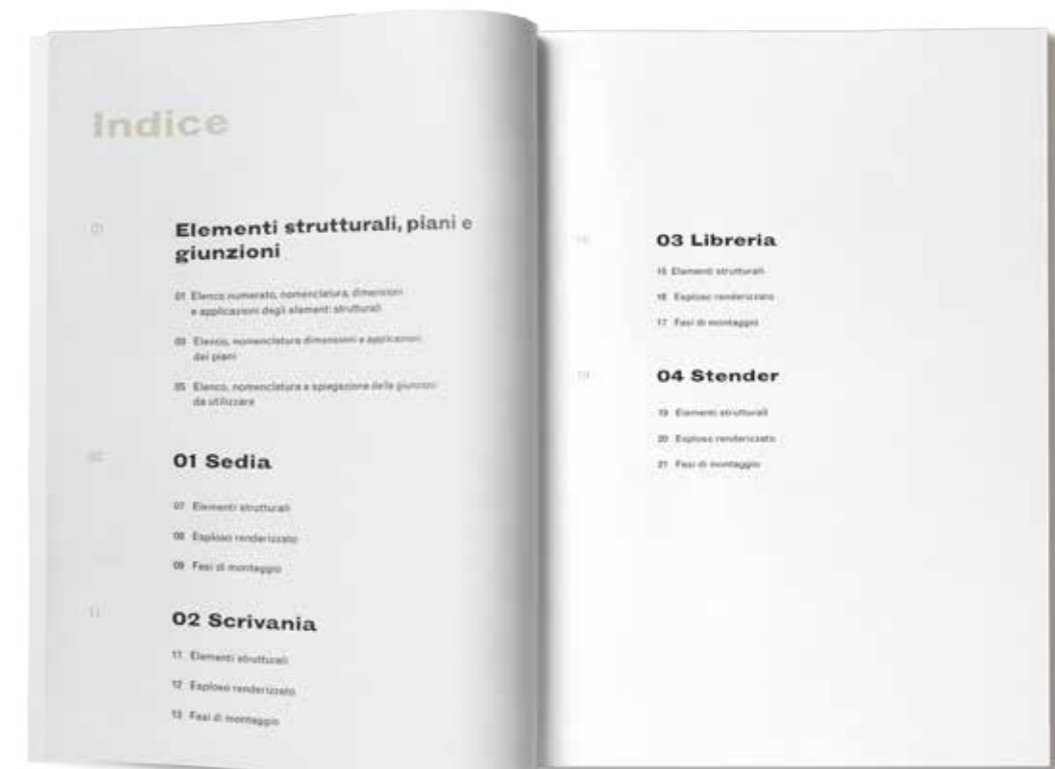 Indice
01
Elementi strutturali, piani e
giunzioni
01 Elenco numerato, nomenclatura, dimensioni
e applicazioni degli elementi strutturali
03 Elenco, nomenclatura dimensioni e applicazioni
dei piani
05 Elenco, nomenclatura e spiegazione delle giunzioni
da utilizzare
01 Sedia
07 Elementi strutturali
08 Esploso renderizzato
09 Fasi di montaggio
11
02 Scrivania
11 Elementi strutturali
12 Esploso renderizzato
13 Fasi di montaggio
03 Libreria
15 Elementi strutturali
16 Esploso renderizzato
17 Fasi di montaggio
04 Stender
19 Elementi strutturali
20 Esploso renderizzato
21 Fasi di montaggio